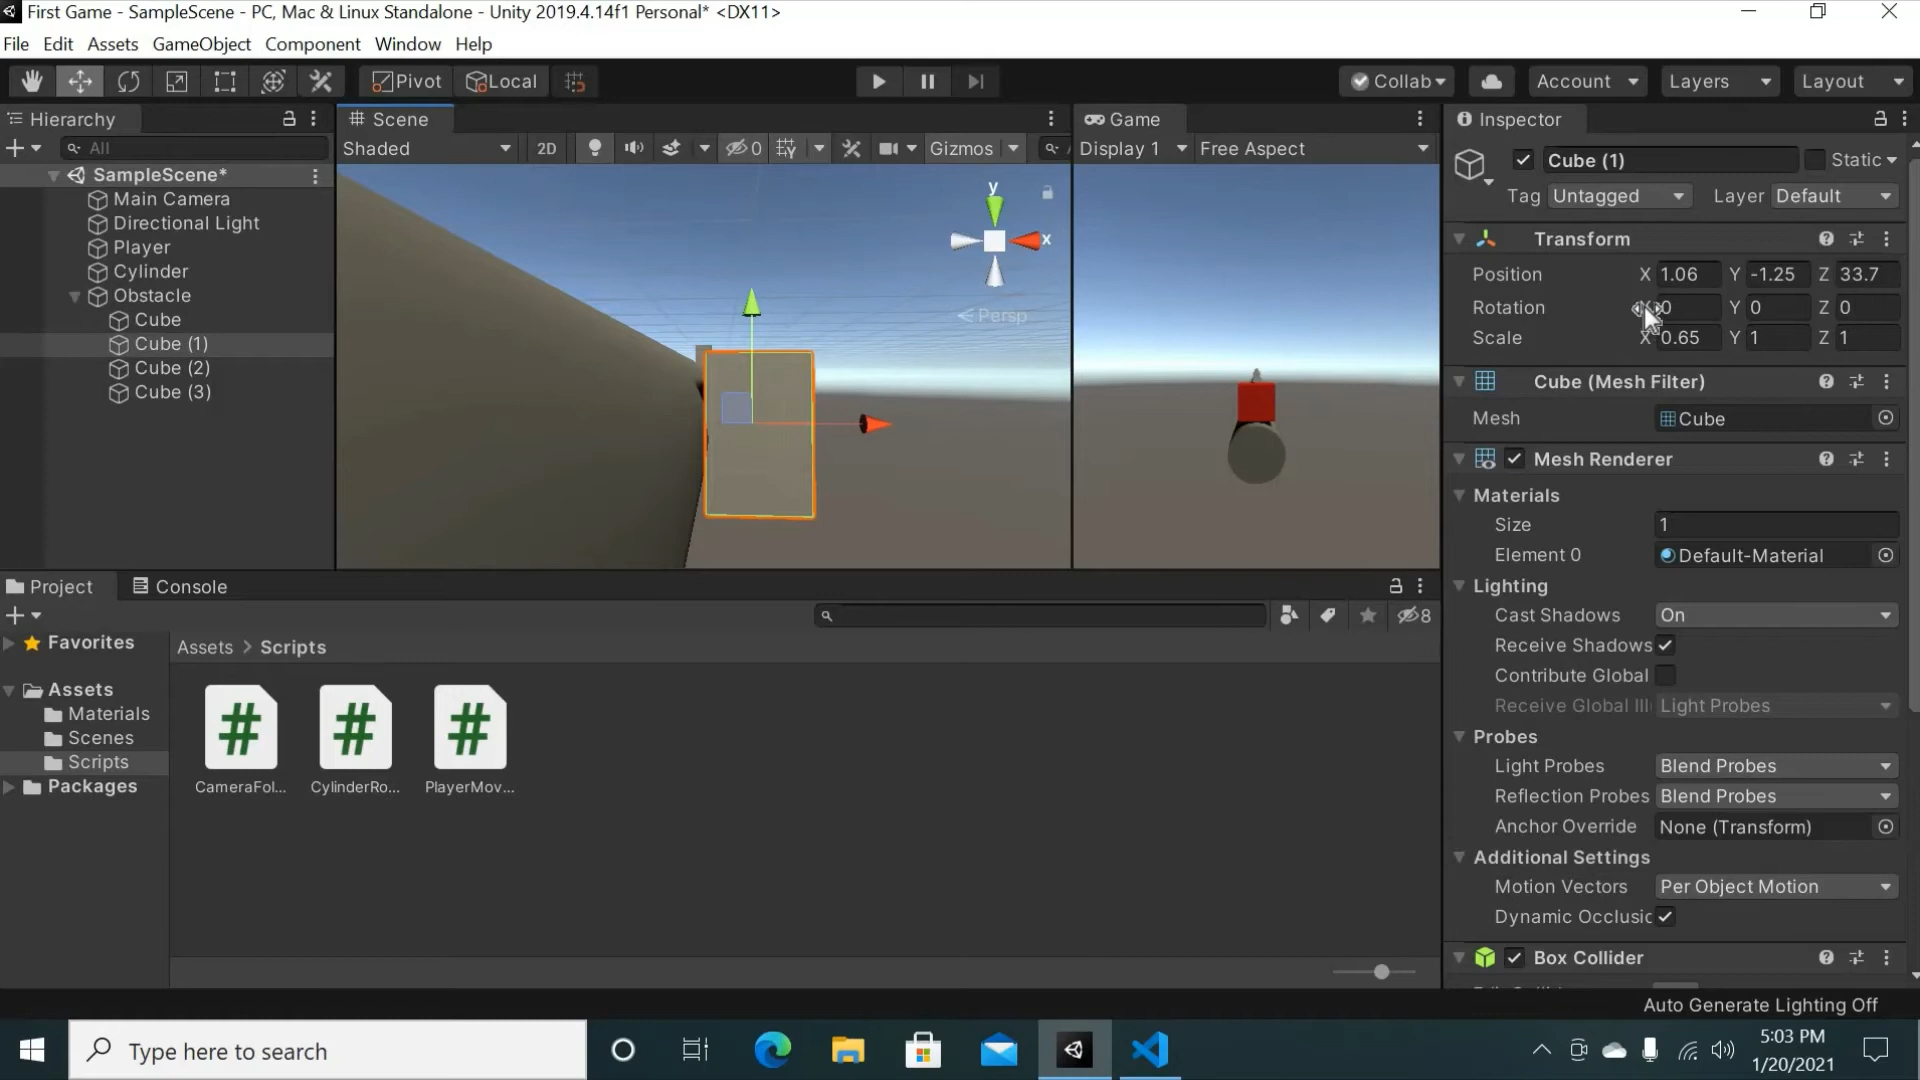 First Game - SampleScene - PC, Mac & Linux Standalone - Unity 2019.4.14f1 Personal* <DX11>
File Edit Assets GameObject Component Window Help
Pivot Local Collab Account Layers Layout
Hierarchy
All
SampleScene*
Main Camera
Directional Light
Player
Cylinder
Obstacle
Cube
Cube (1)
Cube (2)
Cube (3)
Scene
Shaded 2D 0 Gizmos
y
x
Persp
Game
Display 1 Free Aspect
Inspector
Cube (1) Static
Tag Untagged Layer Default
Transform
Position X 1.06 Y -1.25 Z 33.7
Rotation 0 Y 0 Z 0
Scale X 0.65 Y 1 Z 1
Cube (Mesh Filter)
Mesh Cube
Mesh Renderer
Materials
Size 1
Element 0 Default-Material
Lighting
Cast Shadows On
Receive Shadows
Contribute Global
Receive Global Ill Light Probes
Probes
Light Probes Blend Probes
Reflection Probes Blend Probes
Anchor Override None (Transform)
Additional Settings
Motion Vectors Per Object Motion
Dynamic Occlusic
Box Collider
Auto Generate Lighting Off
Project Console
8
Favorites
Assets
Materials
Scenes
Scripts
Packages
Assets > Scripts
CameraFol... CylinderRo... PlayerMov...
Type here to search
5:03 PM
1/20/2021